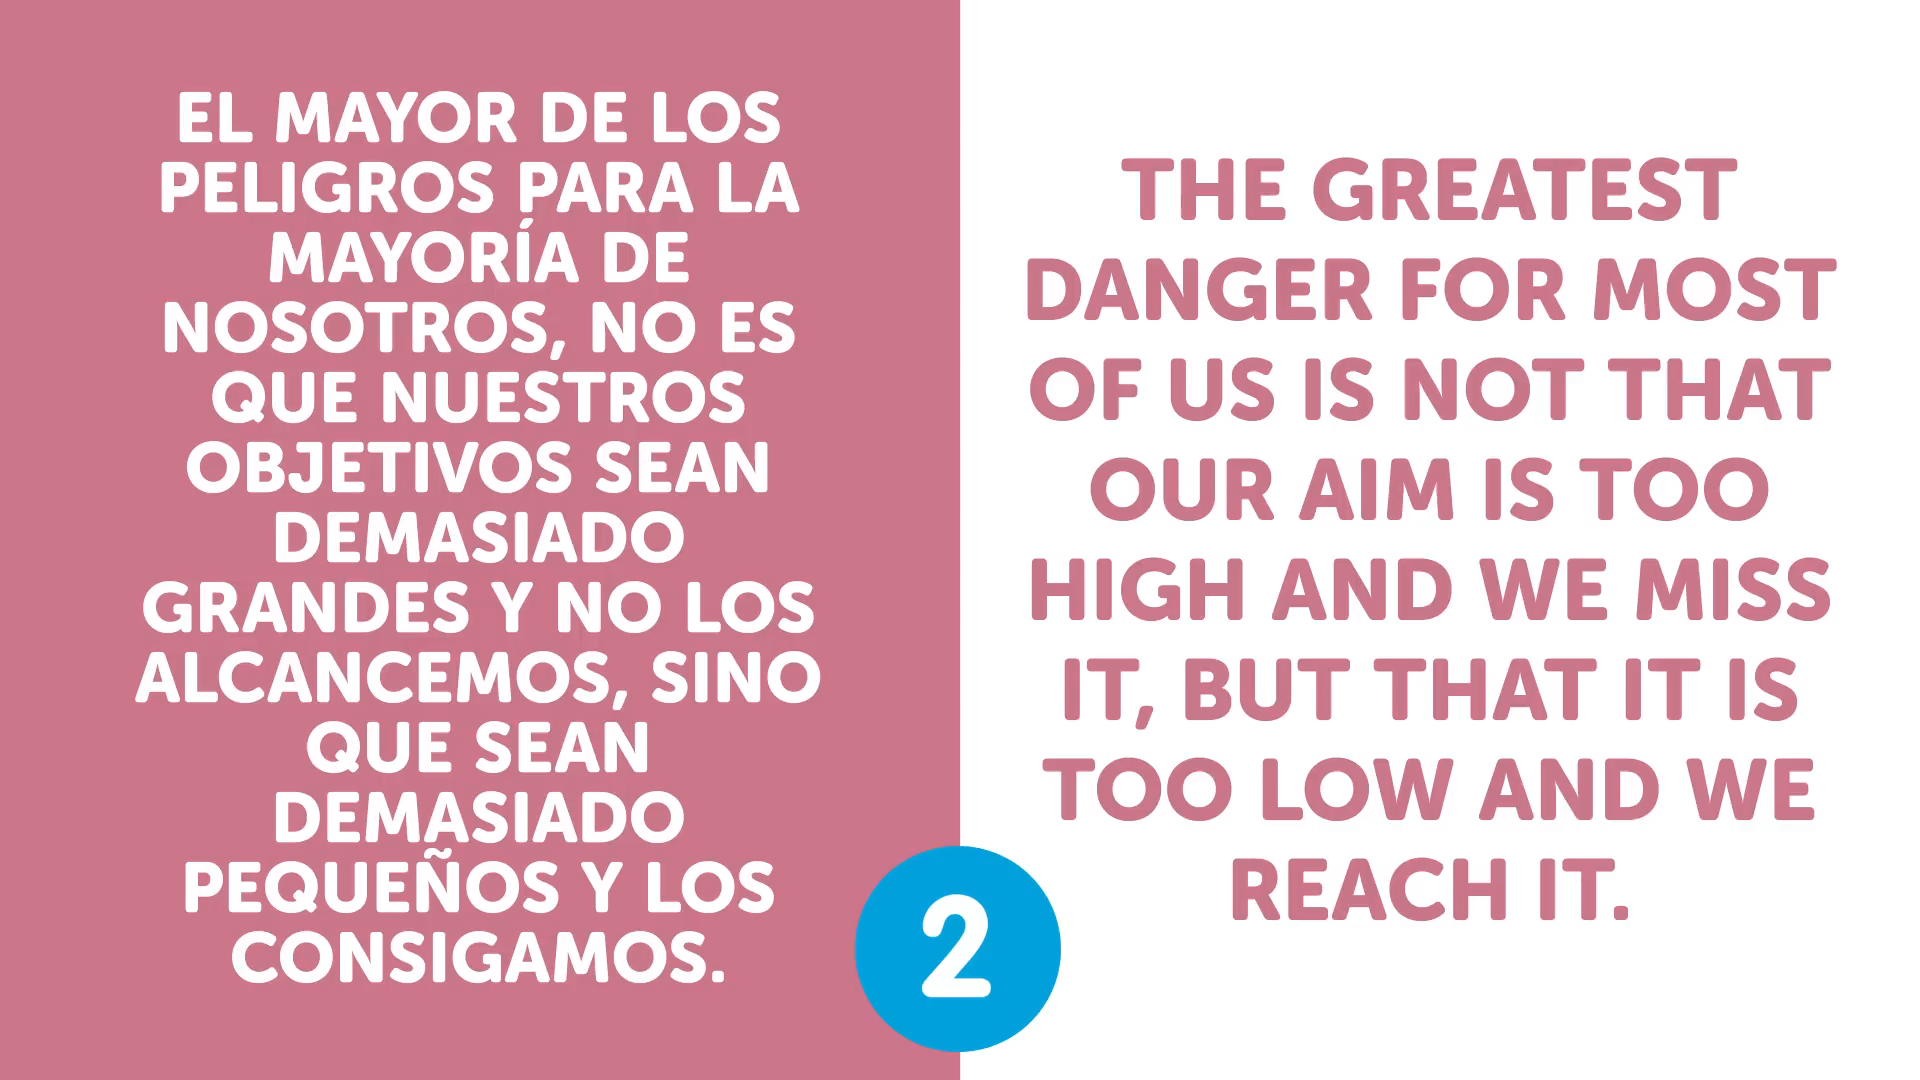 EL MAYOR DE LOS
PELIGROS PARA LA
MAYORÍA DE
NOSOTROS, NO ES
QUE NUESTROS
OBJETIVOS SEAN
DEMASIADO
GRANDES Y NO LOS
ALCANCEMOS, SINO
QUE SEAN
DEMASIADO
PEQUEÑOS Y LOS
CONSIGAMOS.
THE GREATEST
DANGER FOR MOST
OF US IS NOT THAT
OUR AIM IS TOO
HIGH AND WE MISS
IT, BUT THAT IT IS
TOO LOW AND WE
REACH IT.
2